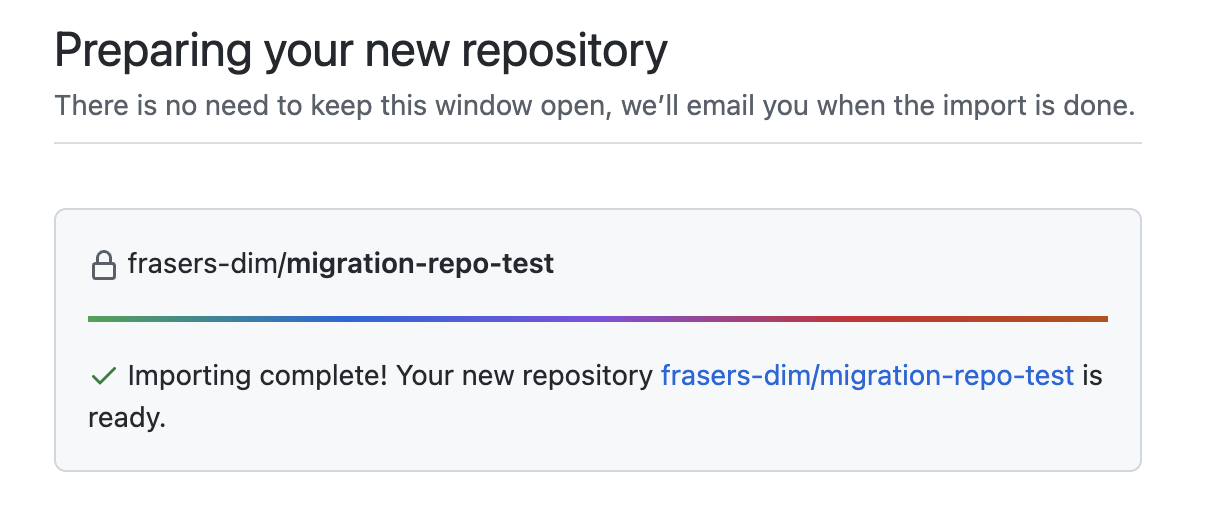 Preparing your new repository
There is no need to keep this window open, we’ll email you when the import is done.
frasers-dim/migration-repo-test
Importing complete! Your new repository frasers-dim/migration-repo-test is
ready.